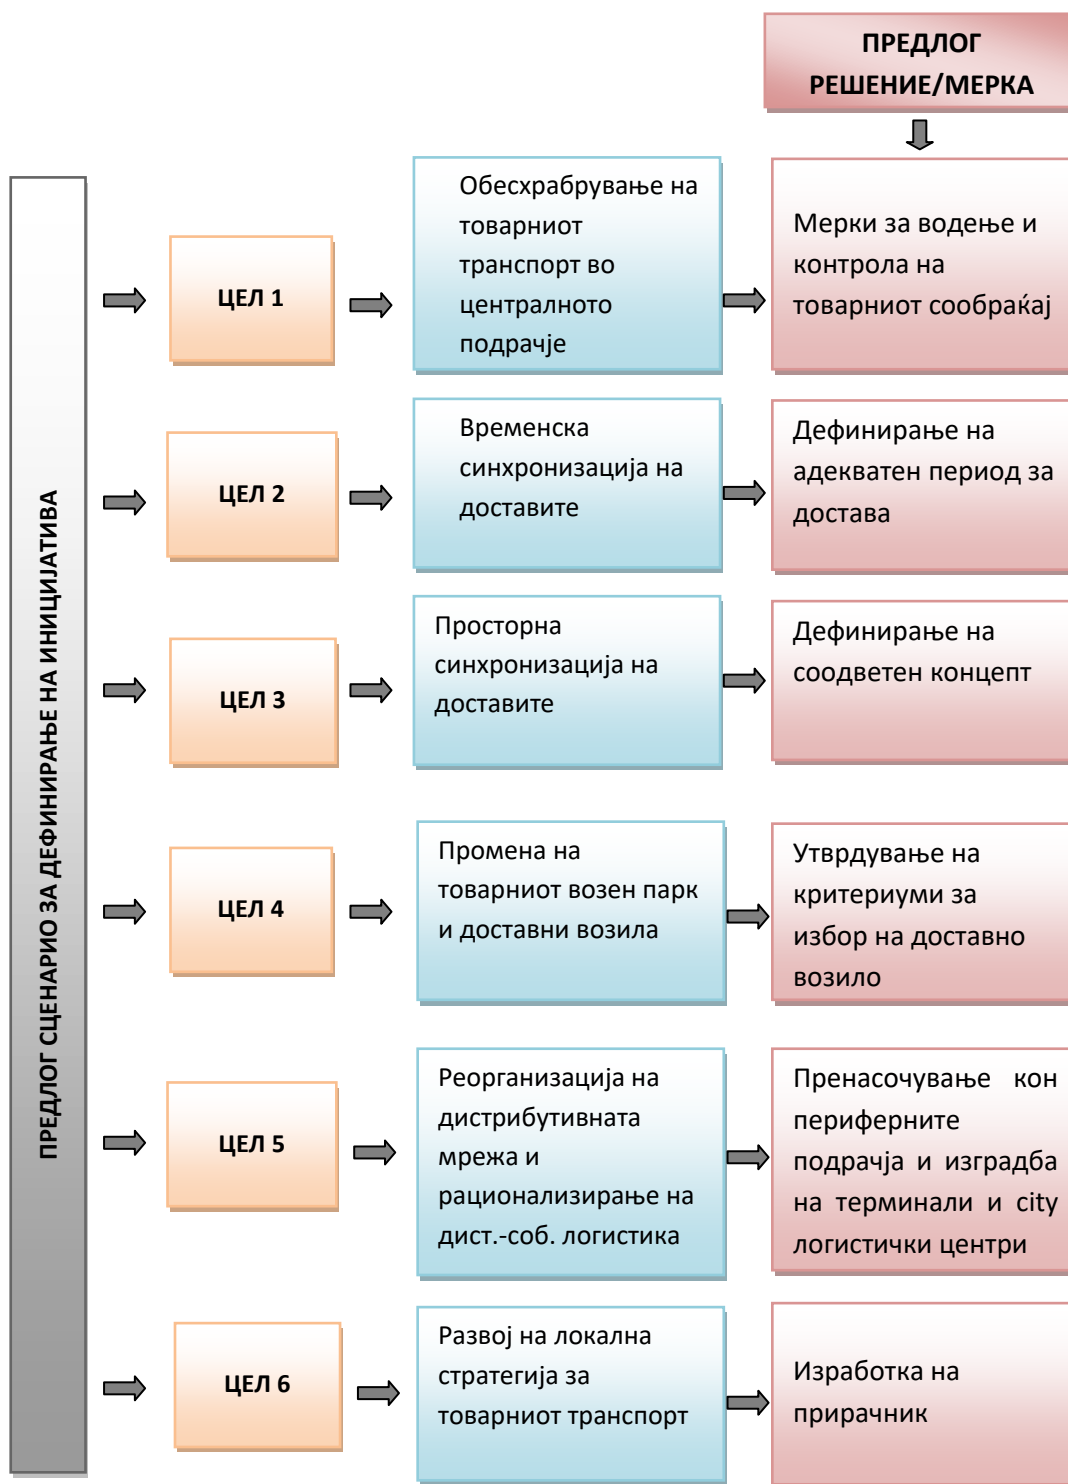 ПРЕДЛОГ
РЕШЕНИЕ/МЕРКА
ПРЕДЛОГ СЦЕНАРИО ЗА ДЕФИНИРАЊЕ НА ИНИЦИЈАТИВА
ЦЕЛ 1
Обесхрабрување на
товарниот
транспорт во
централното
подрачје
Мерки за водење и
контрола на
товарниот сообраќај
ЦЕЛ 2
Временска
синхронизација на
доставите
Дефинирање на
адекватен период за
достава
ЦЕЛ 3
Просторна
синхронизација на
доставите
Дефинирање на
соодветен концепт
ЦЕЛ 4
Промена на
товарниот возен парк
и доставни возила
Утврдување на
критериуми за
избор на доставно
возило
ЦЕЛ 5
Реорганизација на
дистрибутивната
мрежа и
рационализирање на
дист.-соб. логистика
Пренасочување кон
периферните
подрачја и изградба
на терминали и city
логистички центри
ЦЕЛ 6
Развој на локална
стратегија за
товарниот транспорт
Изработка на
прирачник